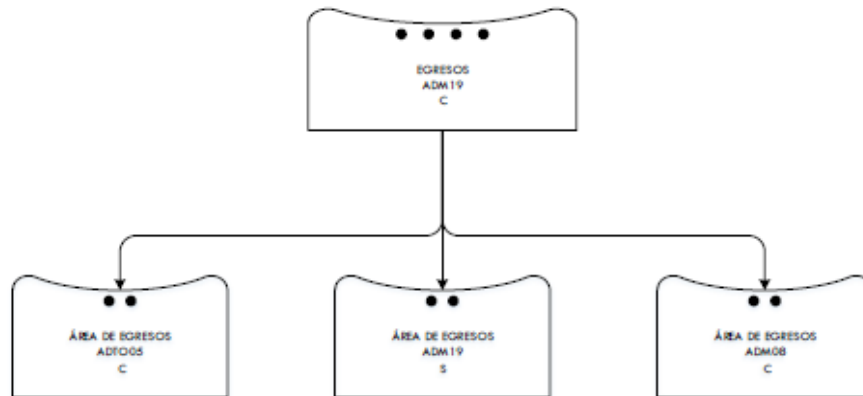 EGRESOS
ADM19
C
ÁREA DE EGRESOS
ADTO05
C
ÁREA DE EGRESOS
ADM19
S
ÁREA DE EGRESOS
ADM08
C